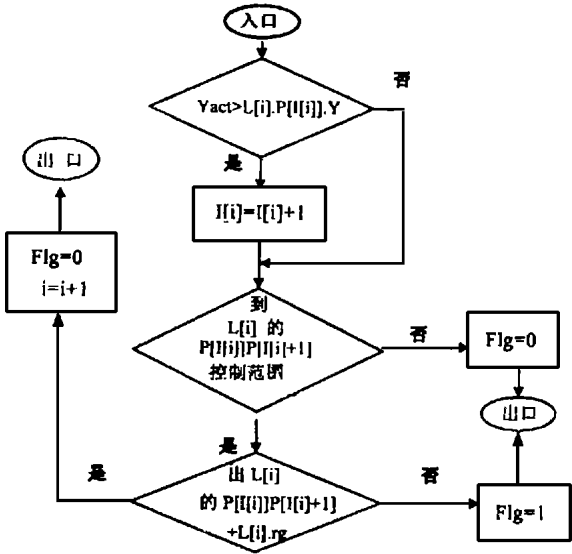 入口
否
Yact>L[i].P[I[i]].Y
是
出口
I[i]=I[i]+1
Flg=0
i=i+1
到
L[i] 的
P[I[i]]P[I[i]+1]
控制范围
否
Flg=0
出口
是
是
出 L[i]
的 P[I[i]]P[I[i]+1]
+L[i].rg
否
Flg=1